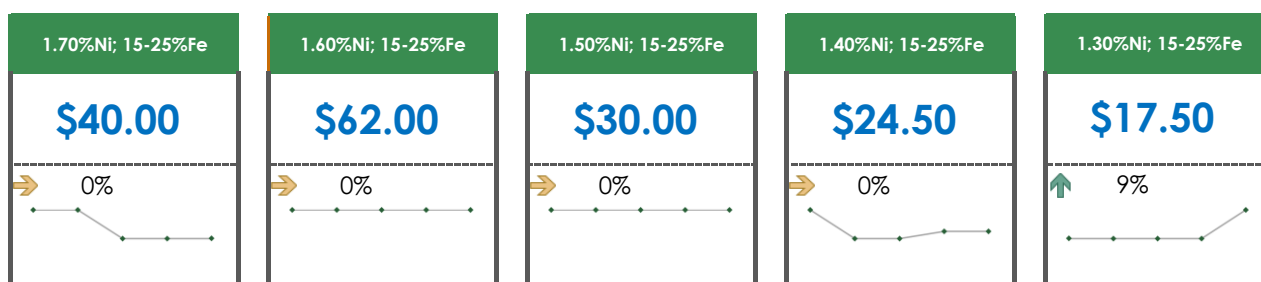 1.70%Ni; 15-25%Fe
$40.00
0%
1.60%Ni; 15-25%Fe
$62.00
0%
1.50%Ni; 15-25%Fe
$30.00
0%
1.40%Ni; 15-25%Fe
$24.50
0%
1.30%Ni; 15-25%Fe
$17.50
9%